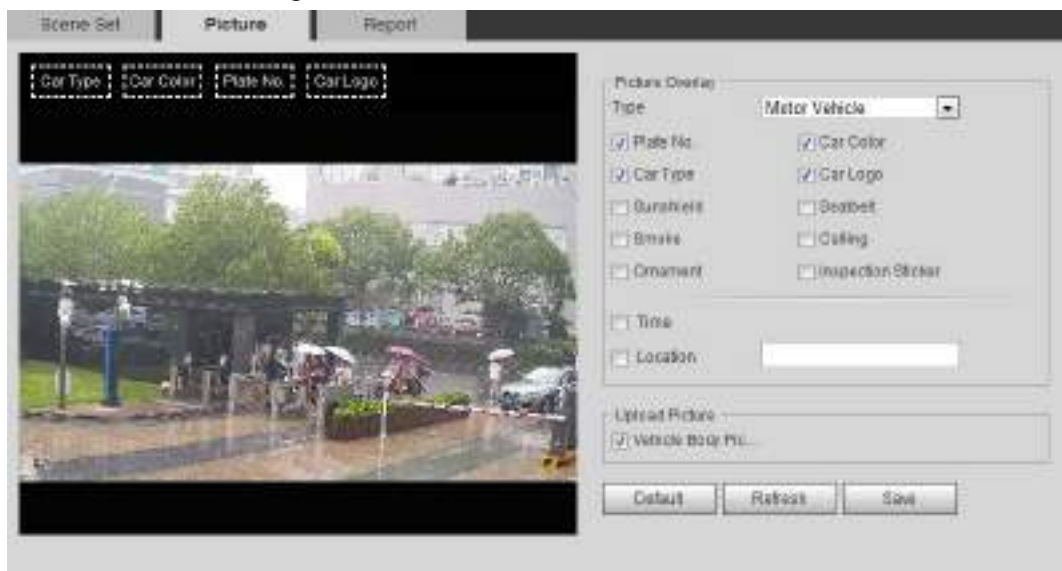 Scene Set Picture Report
Car Type Car Color Plate No. Car Logo
Picture Overlay
Type Motor Vehicle
Plate No. Car Color
Car Type Car Logo
Sunshield Seatbelt
Smoke Calling
Ornament Inspection Sticker
Time
Location
Upload Picture
Vehicle Body Pic...
Default Refresh Save